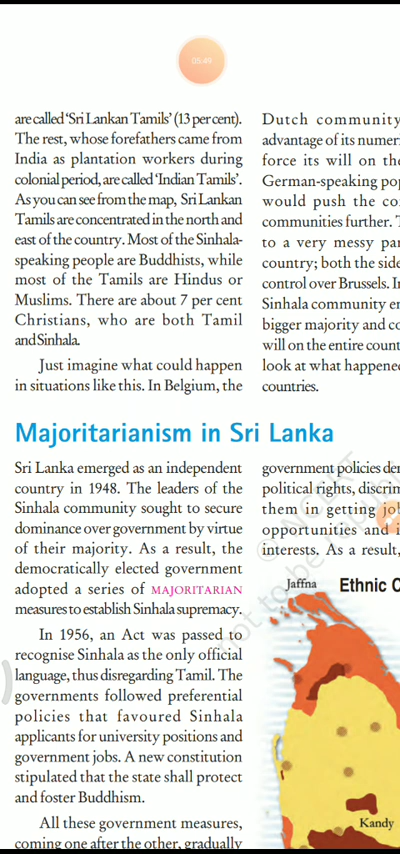 05:49
are called 'Sri Lankan Tamils' (13 per cent).
The rest, whose forefathers came from
India as plantation workers during
colonial period, are called 'Indian Tamils'.
As you can see from the map, Sri Lankan
Tamils are concentrated in the north and
east of the country. Most of the Sinhala-
speaking people are Buddhists, while
most of the Tamils are Hindus or
Muslims. There are about 7 per cent
Christians, who are both Tamil
and Sinhala.
Just imagine what could happen
in situations like this. In Belgium, the
Dutch community
advantage of its
force its will on the
German-speaking
would push the
communities further.
to a very messy
country; both the side
control over Brussels.
Sinhala community
bigger majority and
will on the entire
look at what happened
countries.
Majoritarianism in Sri Lanka
Sri Lanka emerged as an independent
country in 1948. The leaders of the
Sinhala community sought to secure
dominance over government by virtue
of their majority. As a result, the
democratically elected government
adopted a series of MAJORITARIAN
measures to establish Sinhala supremacy.
In 1956, an Act was passed to
recognise Sinhala as the only official
language, thus disregarding Tamil. The
governments followed preferential
policies that favoured Sinhala
applicants for university positions and
government jobs. A new constitution
stipulated that the state shall protect
and foster Buddhism.
All these government measures,
coming one after the other, gradually
government policies
political rights,
them in getting
opportunities and
interests. As a result,
© NCERT
not to be republished
Jaffna
Ethnic
Kandy